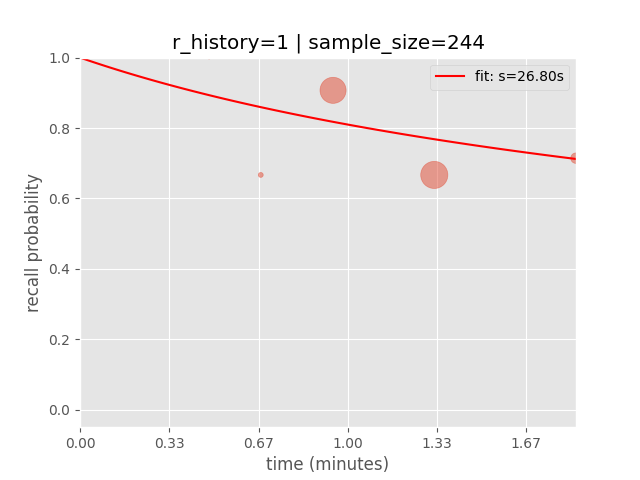 r_history=1 | sample_size=244
fit: s=26.80s
recall probability
1.0
0.8
0.6
0.4
0.2
0.0
0.00 0.33 0.67 1.00 1.33 1.67
time (minutes)